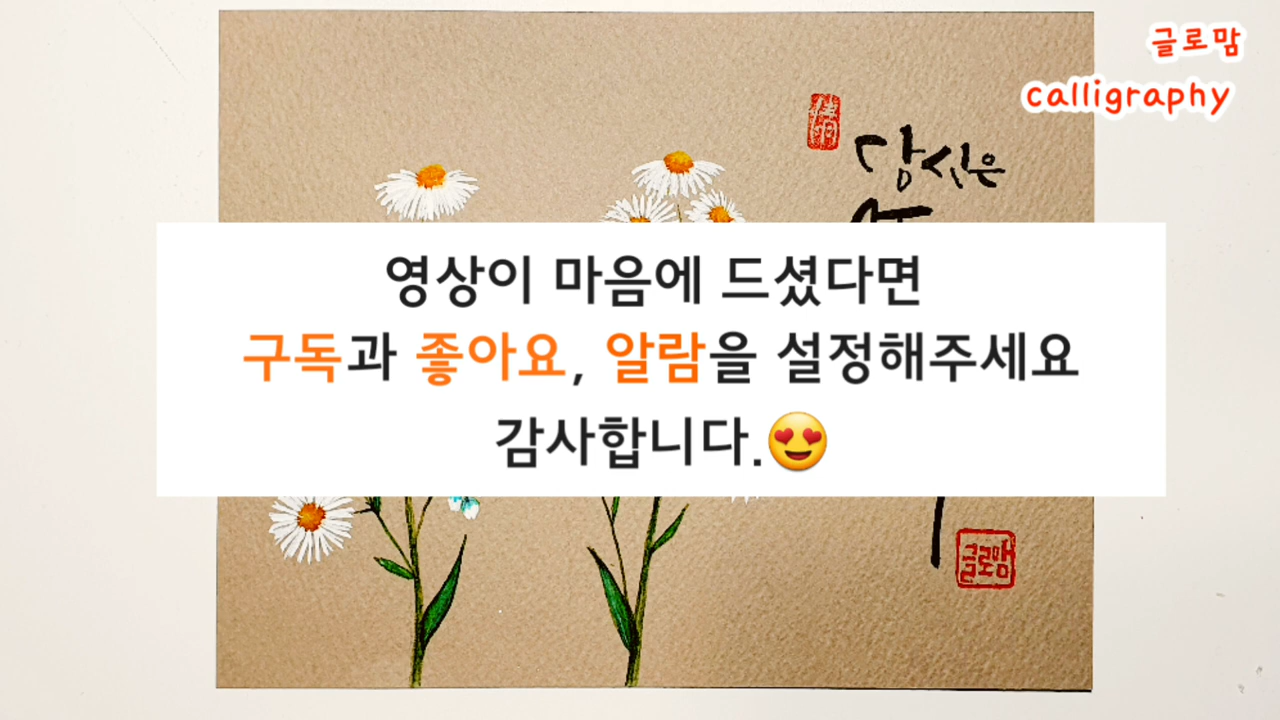 글로맘
calligraphy
당신은
영상이 마음에 드셨다면
구독과 좋아요, 알람을 설정해주세요
감사합니다.😍
글로맘